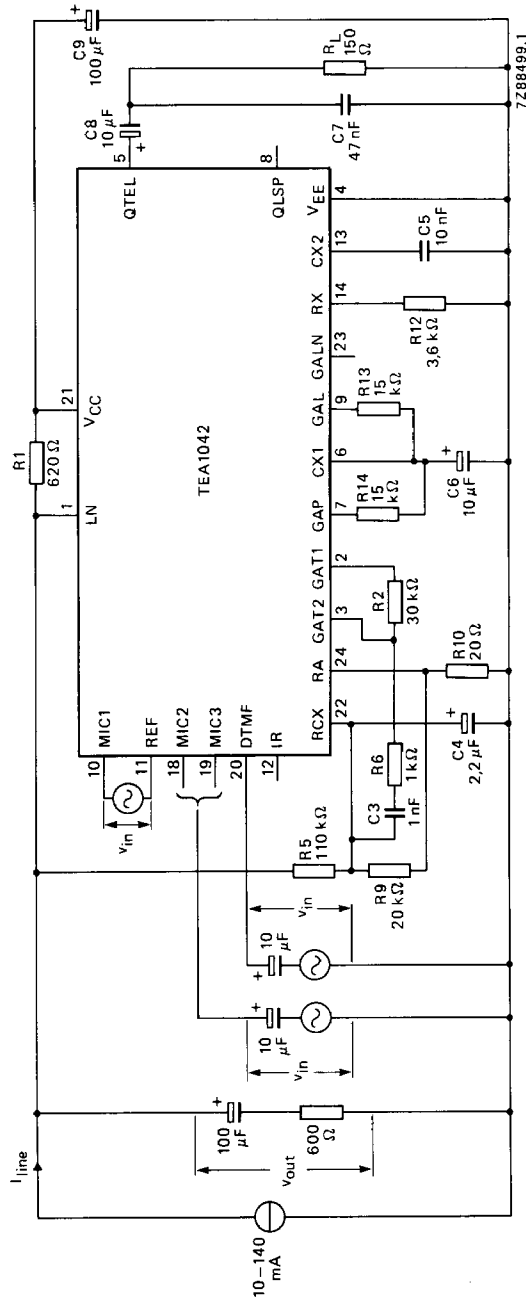 I line
10–140
mA
100
μF
600
Ω
vout
10
μF
vin
10
μF
vin
R5
110 kΩ
R9
20 kΩ
C3
1 nF
R6
1 kΩ
C4
2,2 μF
R10
20 Ω
R2
30 kΩ
vin
10
MIC1
11
REF
18
MIC2
19
MIC3
20
DTMF
12
IR
1
LN
R1
620 Ω
21
VCC
TEA1042
22
RCX
24
RA
3
GAT2
2
GAT1
7
GAP
6
CX1
9
GAL
23
GALN
14
RX
13
CX2
4
VEE
R14
15
kΩ
R13
15
kΩ
C6
10 μF
R12
3,6 kΩ
C5
10 nF
5
QTEL
8
QLSP
C8
10 μF
C9
100 μF
C7
47 nF
RL
150
Ω
7Z88499.1